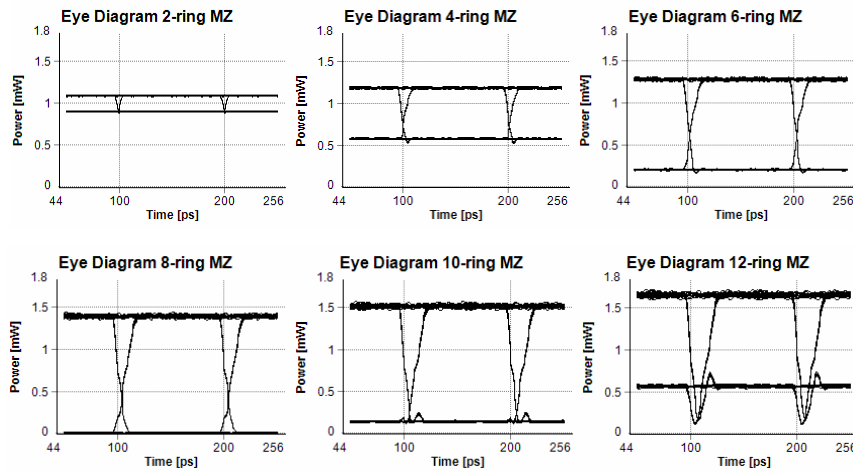 Eye Diagram 2-ring MZ
1.8
1.5
1
0.5
0
Power [mW]
44 100 200 256
Time [ps]
Eye Diagram 4-ring MZ
1.8
1.5
1
0.5
0
Power [mW]
44 100 200 256
Time [ps]
Eye Diagram 6-ring MZ
1.8
1.5
1
0.5
0
Power [mW]
44 100 200 256
Time [ps]
Eye Diagram 8-ring MZ
1.8
1.5
1
0.5
0
Power [mW]
44 100 200 256
Time [ps]
Eye Diagram 10-ring MZ
1.8
1.5
1
0.5
0
Power [mW]
44 100 200 256
Time [ps]
Eye Diagram 12-ring MZ
1.8
1.5
1
0.5
0
Power [mW]
44 100 200 256
Time [ps]